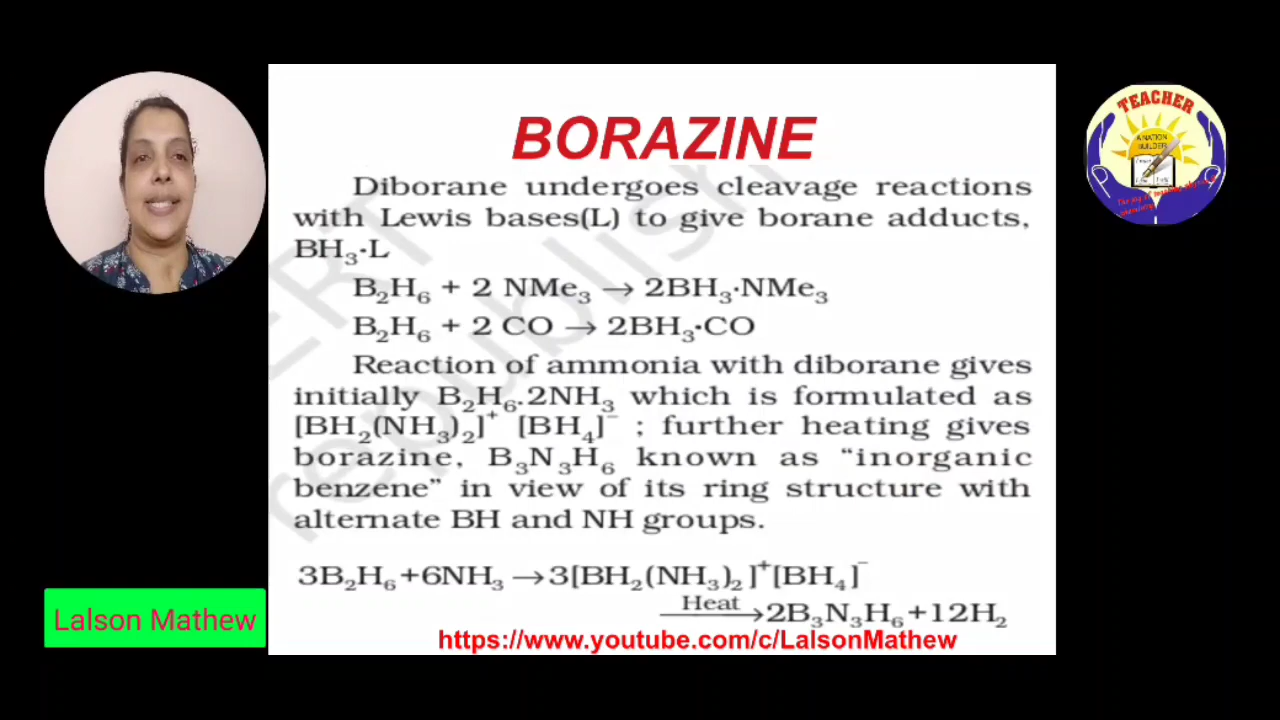 BORAZINE
Diborane undergoes cleavage reactions
with Lewis bases(L) to give borane adducts,
BH₃·L
B₂H₆ + 2 NMe₃ → 2BH₃·NMe₃
B₂H₆ + 2 CO → 2BH₃·CO
Reaction of ammonia with diborane gives
initially B₂H₆.2NH₃ which is formulated as
[BH₂(NH₃)₂]⁺ [BH₄]⁻ ; further heating gives
borazine, B₃N₃H₆ known as “inorganic
benzene” in view of its ring structure with
alternate BH and NH groups.
3B₂H₆+6NH₃ →3[BH₂(NH₃)₂]⁺[BH₄]⁻
Heat
→2B₃N₃H₆+12H₂
https://www.youtube.com/c/LalsonMathew
Lalson Mathew
TEACHER
A NATION
BUILDER
republish